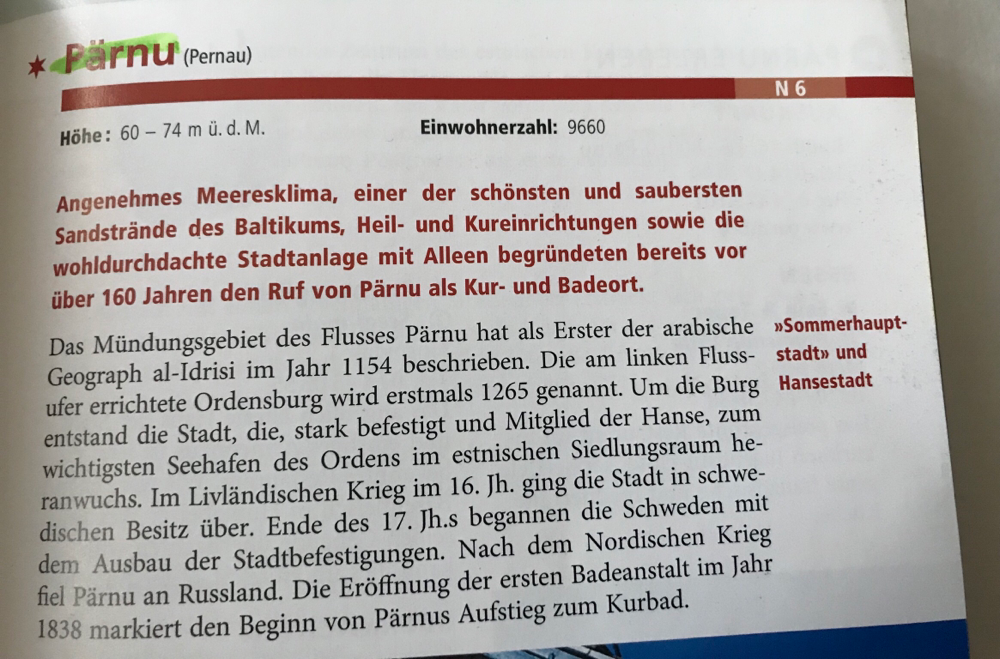 Pärnu (Pernau)
N 6
Höhe: 60 – 74 m ü. d. M. Einwohnerzahl: 9660
Angenehmes Meeresklima, einer der schönsten und saubersten
Sandstrände des Baltikums, Heil- und Kureinrichtungen sowie die
wohldurchdachte Stadtanlage mit Alleen begründeten bereits vor
über 160 Jahren den Ruf von Pärnu als Kur- und Badeort.
Das Mündungsgebiet des Flusses Pärnu hat als Erster der arabische
Geograph al-Idrisi im Jahr 1154 beschrieben. Die am linken Fluss-
ufer errichtete Ordensburg wird erstmals 1265 genannt. Um die Burg
entstand die Stadt, die, stark befestigt und Mitglied der Hanse, zum
wichtigsten Seehafen des Ordens im estnischen Siedlungsraum he-
ranwuchs. Im Livländischen Krieg im 16. Jh. ging die Stadt in schwe-
dischen Besitz über. Ende des 17. Jh.s begannen die Schweden mit
dem Ausbau der Stadtbefestigungen. Nach dem Nordischen Krieg
fiel Pärnu an Russland. Die Eröffnung der ersten Badeanstalt im Jahr
1838 markiert den Beginn von Pärnus Aufstieg zum Kurbad.
»Sommerhaupt-
stadt» und
Hansestadt